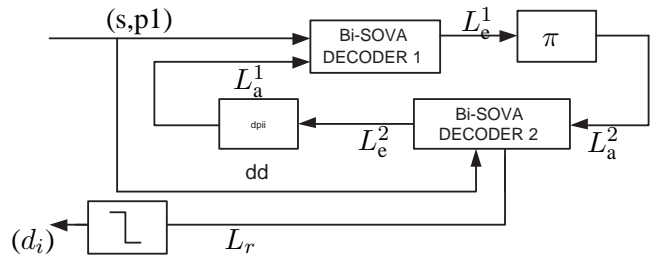 (s,p1)
Bi-SOVA
DECODER 1
L_e^1
π
L_a^1
dpii
L_e^2
Bi-SOVA
DECODER 2
L_a^2
dd
(d_i)
L_r